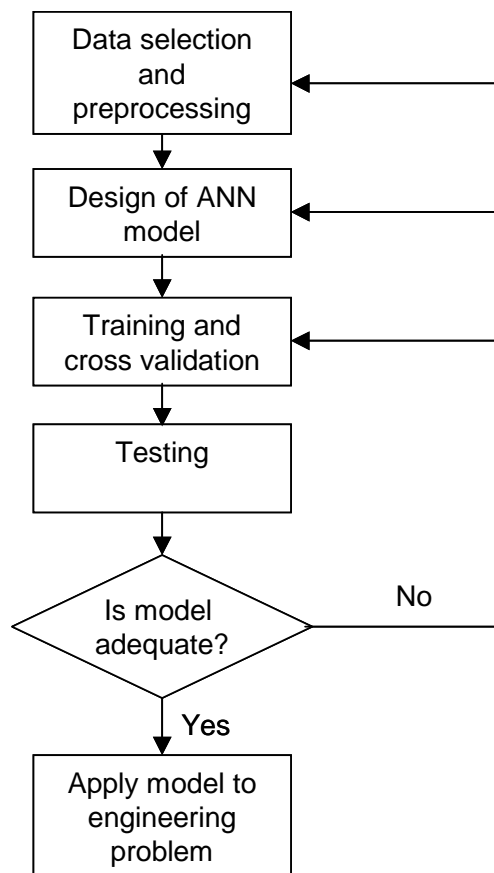 Data selection
and
preprocessing
Design of ANN
model
Training and
cross validation
Testing
Is model
adequate?
No
Yes
Apply model to
engineering
problem